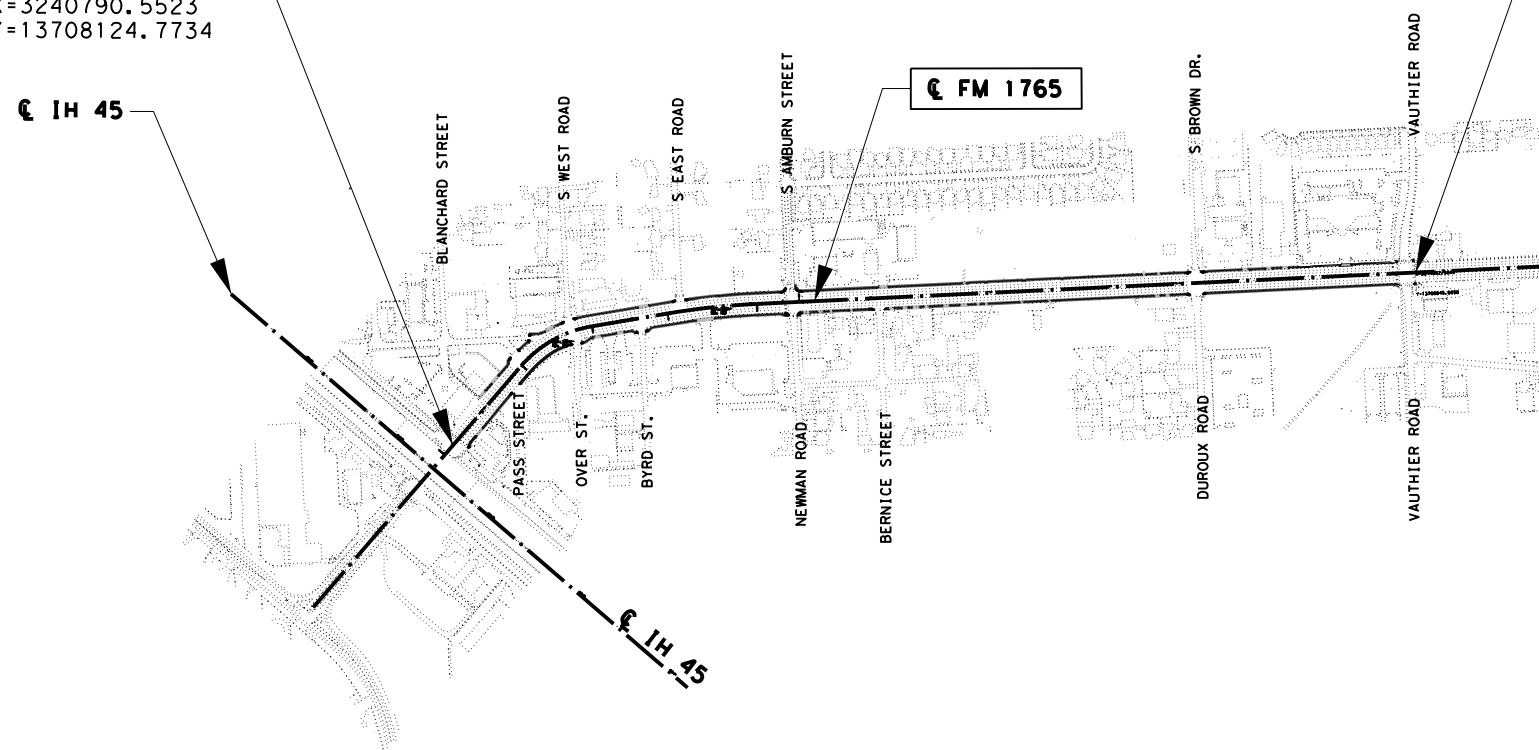 X=3240790.5523
Y=13708124.7734
℄ IH 45
℄ FM 1765
BLANCHARD STREET
S WEST ROAD
S EAST ROAD
S AMBURN STREET
S BROWN DR.
VAUTHIER ROAD
PASS STREET
OVER ST.
BYRD ST.
NEWMAN ROAD
BERNICE STREET
DUROUX ROAD
VAUTHIER ROAD
℄ IH 45